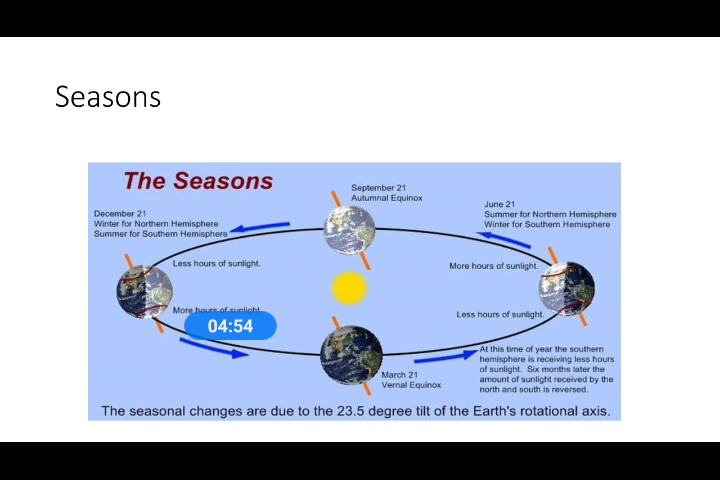 Seasons
The Seasons
September 21
Autumnal Equinox
December 21
Winter for Northern Hemisphere
Summer for Southern Hemisphere
June 21
Summer for Northern Hemisphere
Winter for Southern Hemisphere
Less hours of sunlight.
More hours of sunlight.
More hours of sunlight.
Less hours of sunlight.
04:54
At this time of year the southern
hemisphere is receiving less hours
of sunlight. Six months later the
amount of sunlight received by the
north and south is reversed.
March 21
Vernal Equinox
The seasonal changes are due to the 23.5 degree tilt of the Earth's rotational axis.